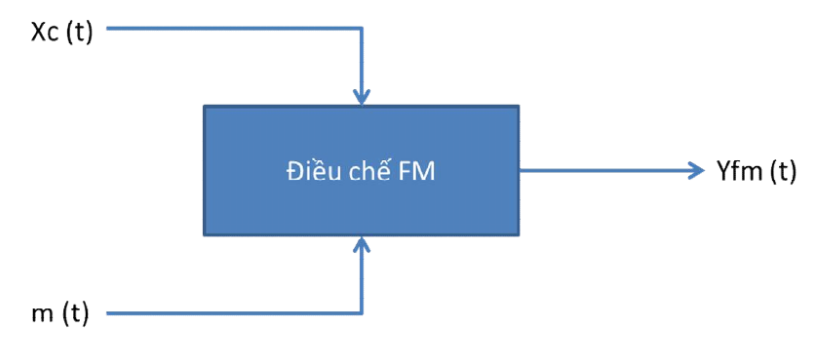 Xc (t)
Điều chế FM
Yfm (t)
m (t)